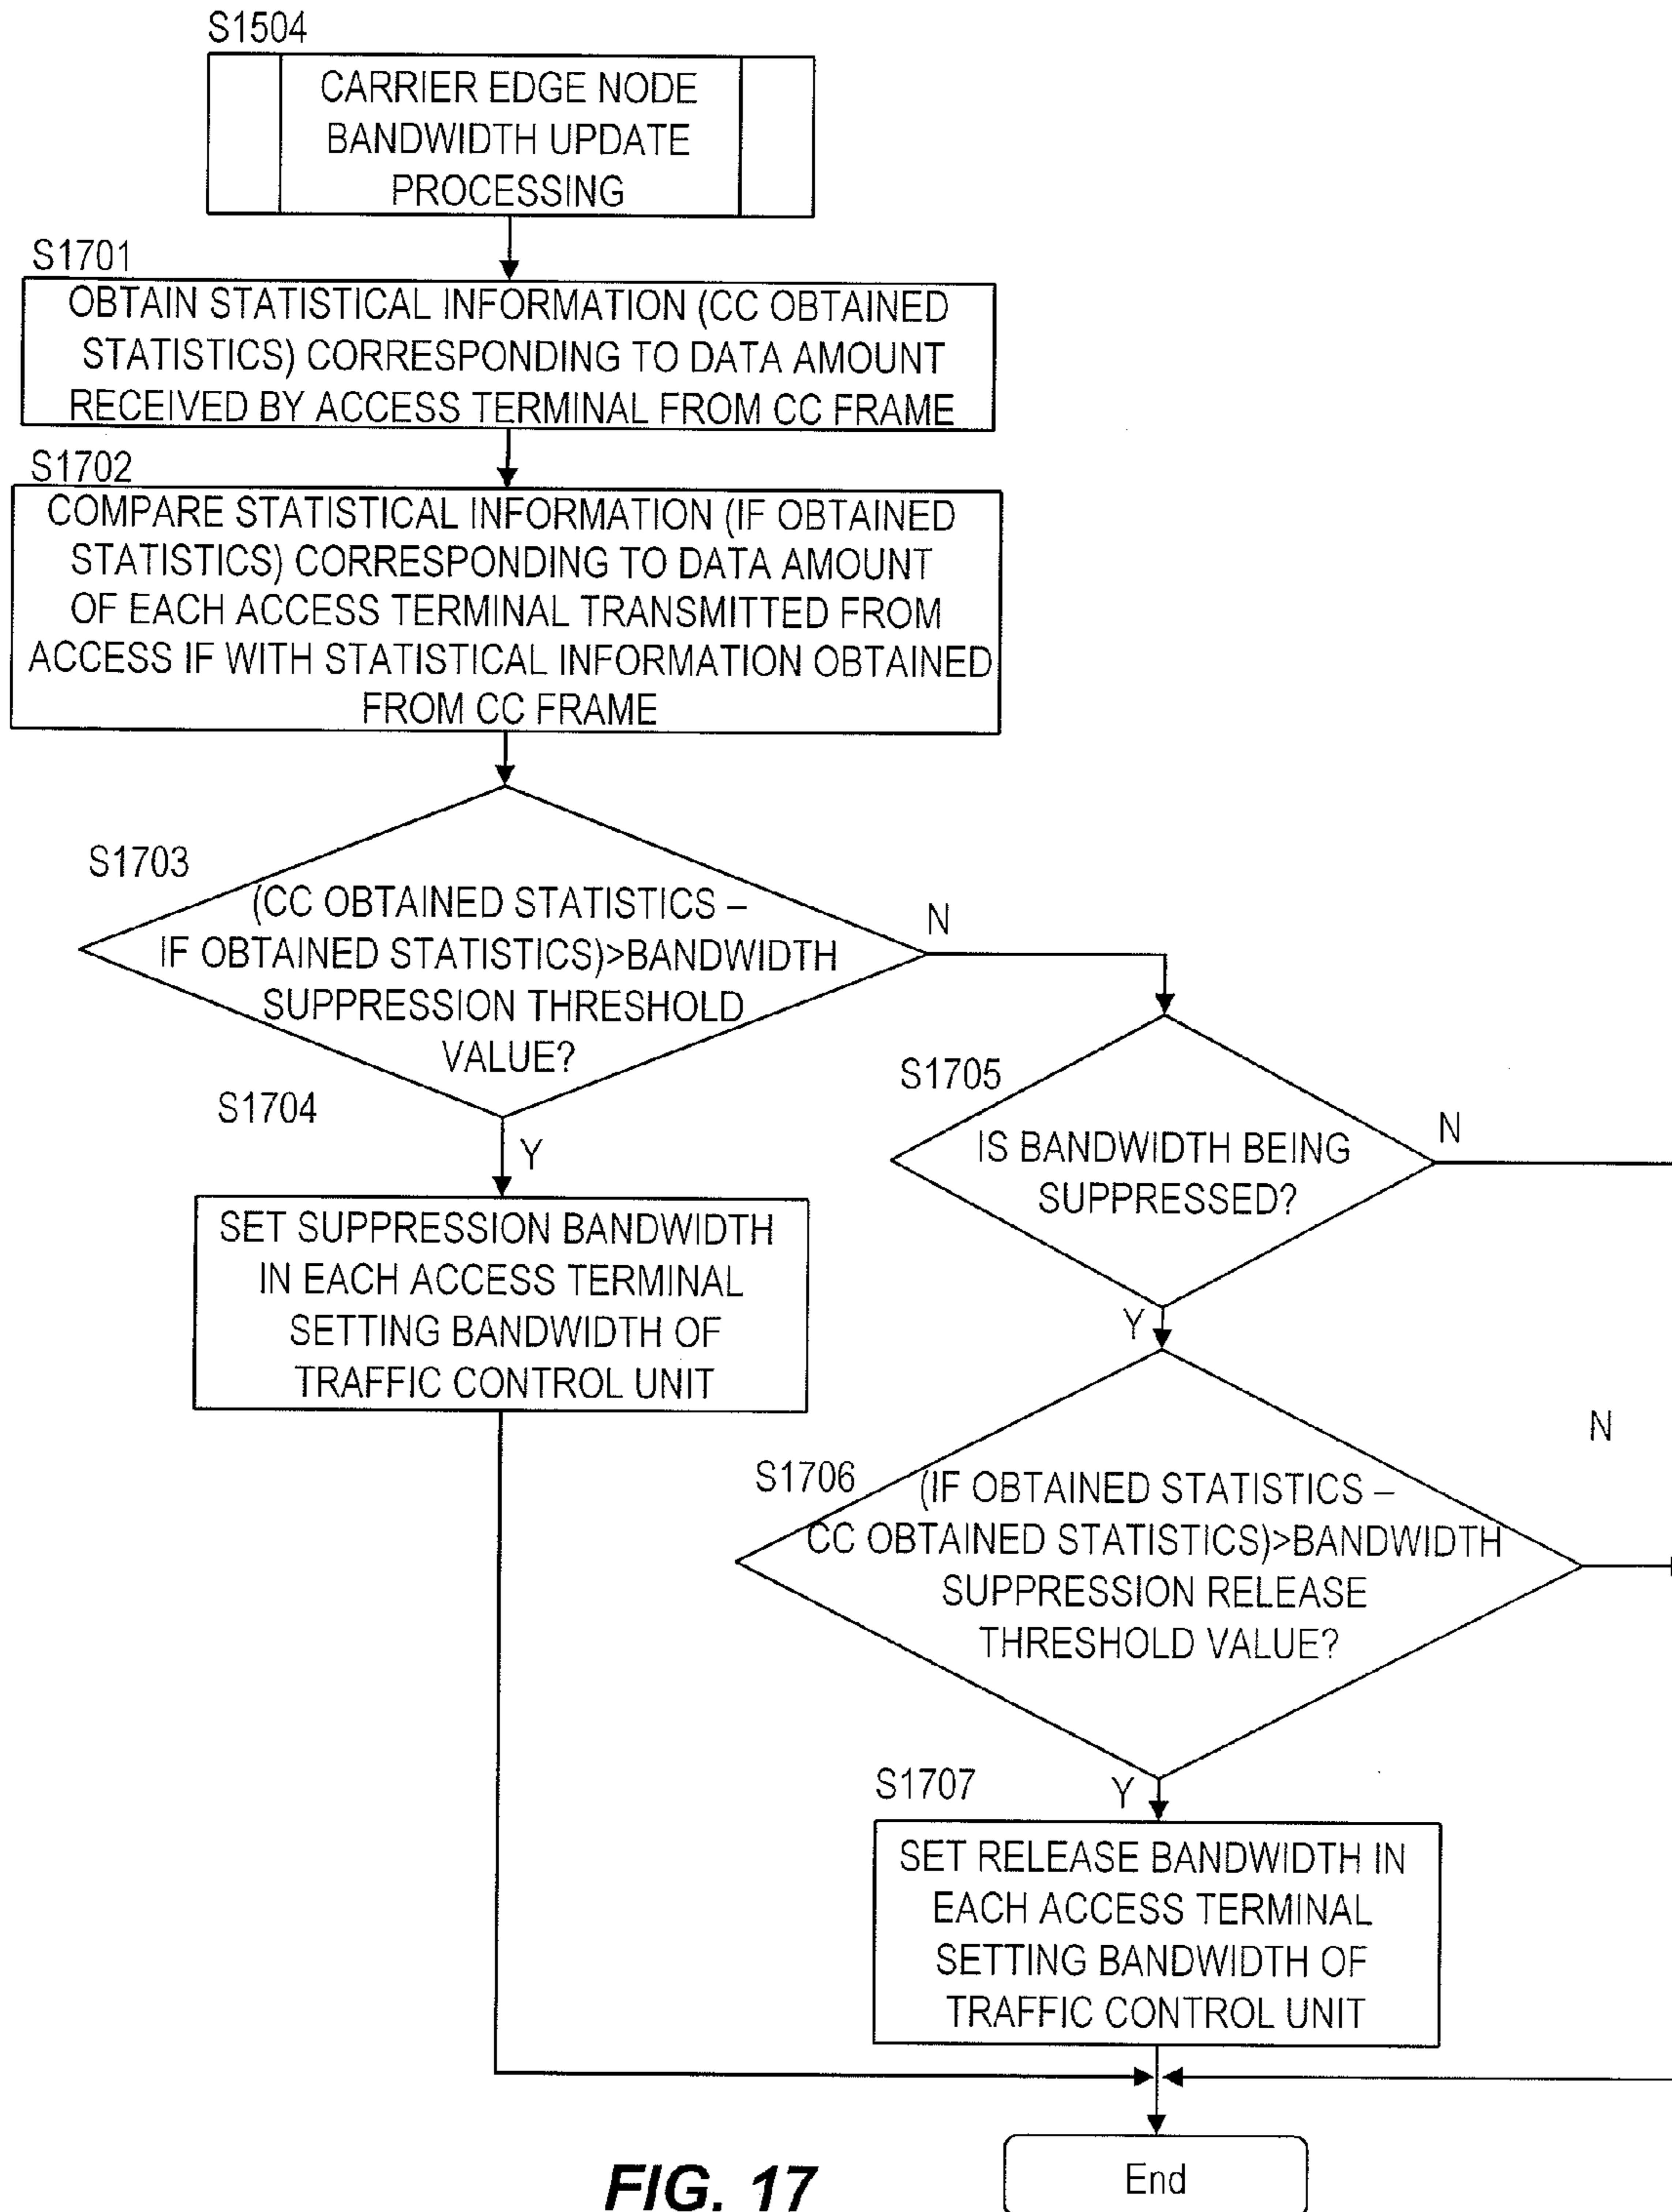 S1504
CARRIER EDGE NODE
BANDWIDTH UPDATE
PROCESSING
S1701
OBTAIN STATISTICAL INFORMATION (CC OBTAINED
STATISTICS) CORRESPONDING TO DATA AMOUNT
RECEIVED BY ACCESS TERMINAL FROM CC FRAME
S1702
COMPARE STATISTICAL INFORMATION (IF OBTAINED
STATISTICS) CORRESPONDING TO DATA AMOUNT
OF EACH ACCESS TERMINAL TRANSMITTED FROM
ACCESS IF WITH STATISTICAL INFORMATION OBTAINED
FROM CC FRAME
S1703
(CC OBTAINED STATISTICS –
IF OBTAINED STATISTICS)>BANDWIDTH
SUPPRESSION THRESHOLD
VALUE?
N
S1704
Y
SET SUPPRESSION BANDWIDTH
IN EACH ACCESS TERMINAL
SETTING BANDWIDTH OF
TRAFFIC CONTROL UNIT
S1705
IS BANDWIDTH BEING
SUPPRESSED?
N
Y
S1706
(IF OBTAINED STATISTICS –
CC OBTAINED STATISTICS)>BANDWIDTH
SUPPRESSION RELEASE
THRESHOLD VALUE?
N
Y
S1707
SET RELEASE BANDWIDTH IN
EACH ACCESS TERMINAL
SETTING BANDWIDTH OF
TRAFFIC CONTROL UNIT
End
FIG. 17